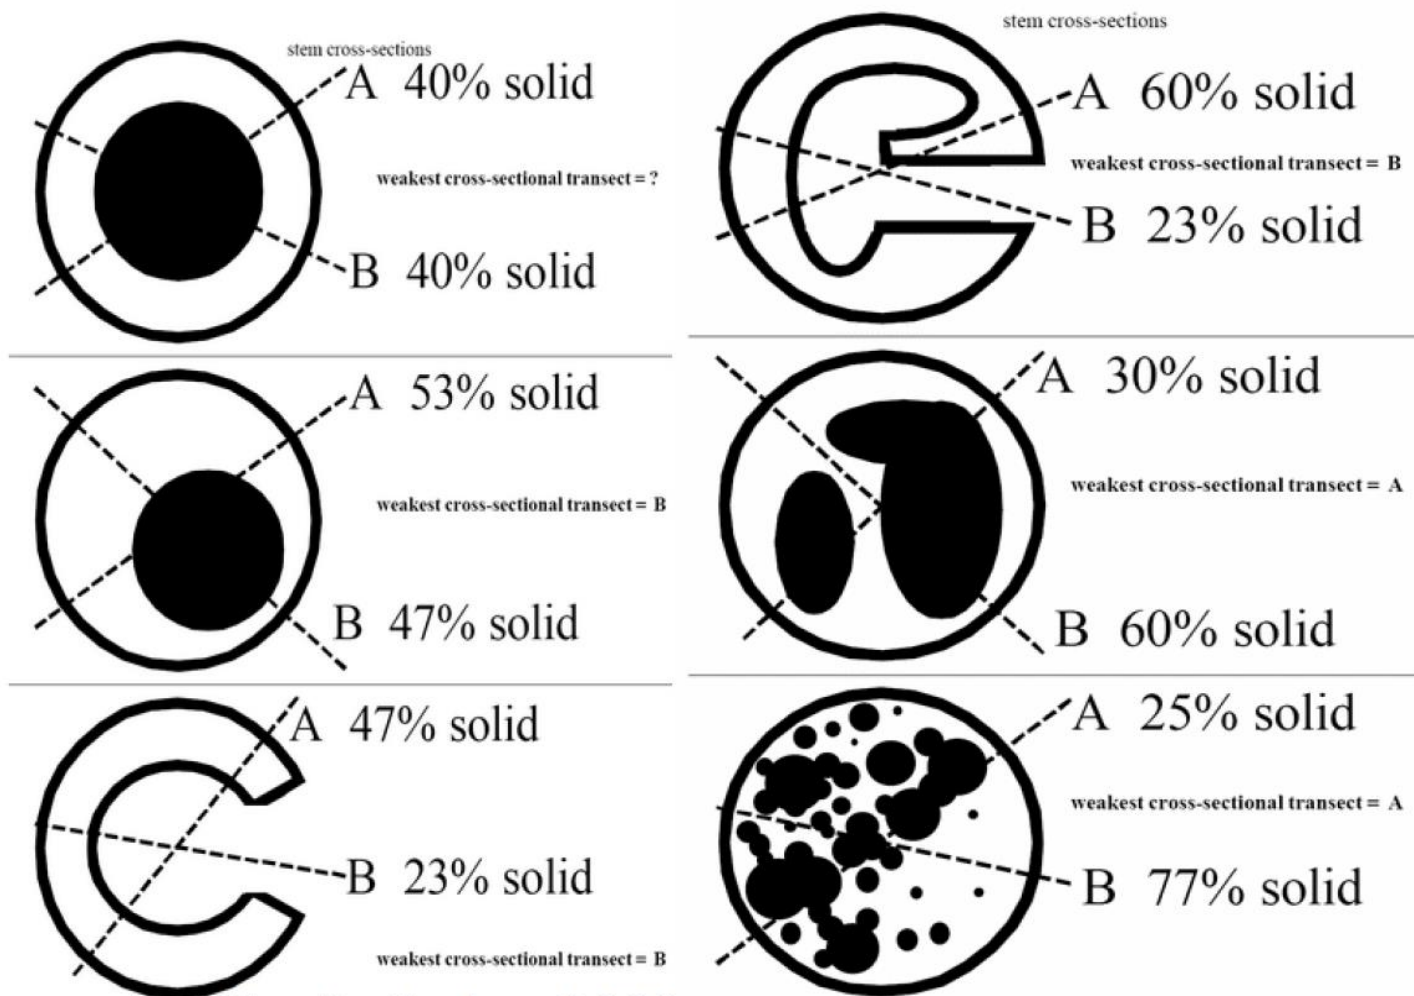 stem cross-sections
A 40% solid
weakest cross-sectional transect = ?
B 40% solid
A 53% solid
weakest cross-sectional transect = B
B 47% solid
A 47% solid
B 23% solid
weakest cross-sectional transect = B
stem cross-sections
A 60% solid
weakest cross-sectional transect = B
B 23% solid
A 30% solid
weakest cross-sectional transect = A
B 60% solid
A 25% solid
weakest cross-sectional transect = A
B 77% solid